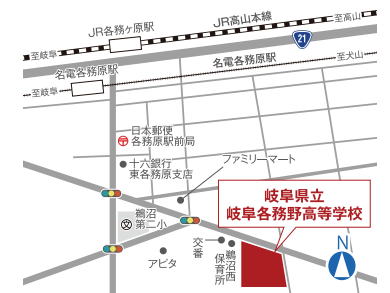 JR各務ヶ原駅
JR高山本線
至高山
至岐阜
21
名電各務原駅
名電各務原駅
至犬山
至岐阜
日本郵便
各務原駅前局
十六銀行
東各務原支店
ファミリーマート
岐阜県立
岐阜各務野高等学校
鵜沼
第二小
文
交番
鵜沼西
保育所
アピタ
N